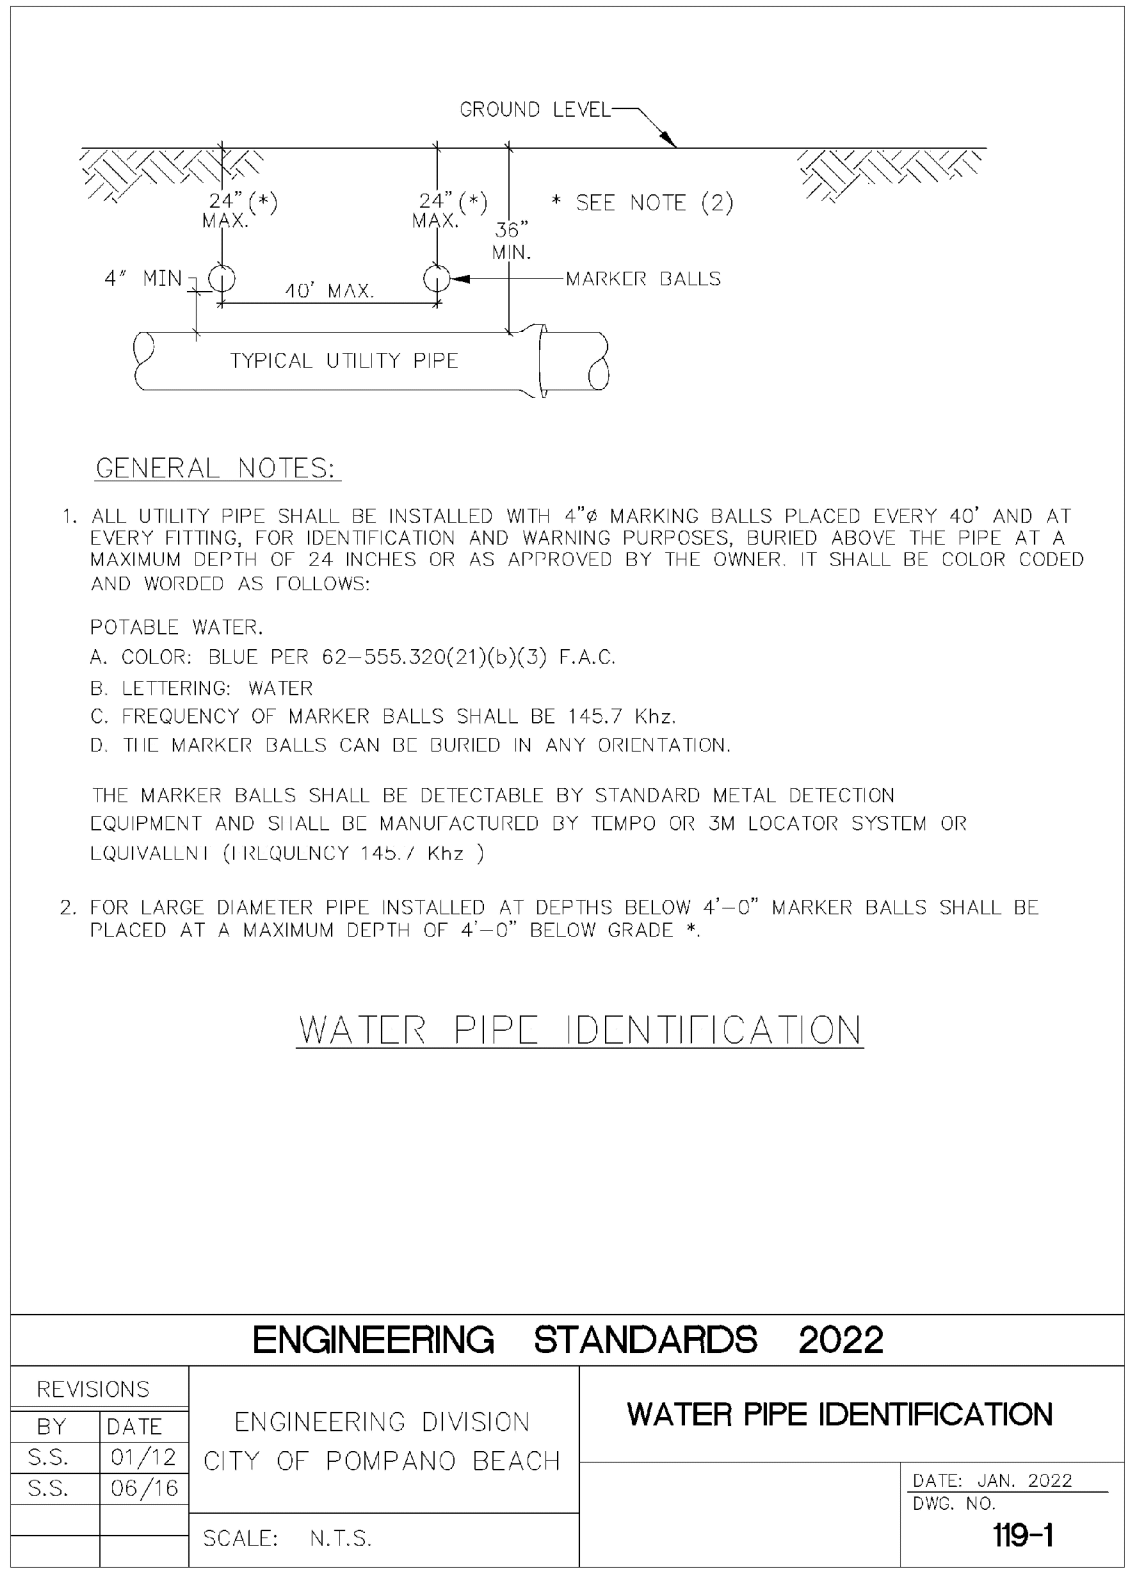 GROUND LEVEL
24" (*)
MAX.
24" (*)
MAX.
* SEE NOTE (2)
36"
MIN.
4" MIN
MARKER BALLS
40' MAX.
TYPICAL UTILITY PIPE
GENERAL NOTES:
1. ALL UTILITY PIPE SHALL BE INSTALLED WITH 4"ø MARKING BALLS PLACED EVERY 40' AND AT
EVERY FITTING, FOR IDENTIFICATION AND WARNING PURPOSES, BURIED ABOVE THE PIPE AT A
MAXIMUM DEPTH OF 24 INCHES OR AS APPROVED BY THE OWNER. IT SHALL BE COLOR CODED
AND WORDED AS FOLLOWS:
POTABLE WATER.
A. COLOR: BLUE PER 62-555.320(21)(b)(3) F.A.C.
B. LETTERING: WATER
C. FREQUENCY OF MARKER BALLS SHALL BE 145.7 Khz.
D. THE MARKER BALLS CAN BE BURIED IN ANY ORIENTATION.
THE MARKER BALLS SHALL BE DETECTABLE BY STANDARD METAL DETECTION
EQUIPMENT AND SHALL BE MANUFACTURED BY TEMPO OR 3M LOCATOR SYSTEM OR
EQUIVALENT (FREQUENCY 145.7 Khz )
2. FOR LARGE DIAMETER PIPE INSTALLED AT DEPTHS BELOW 4'-0" MARKER BALLS SHALL BE
PLACED AT A MAXIMUM DEPTH OF 4'-0" BELOW GRADE *.
WATER PIPE IDENTIFICATION
ENGINEERING STANDARDS 2022
REVISIONS
BY DATE
S.S. 01/12
S.S. 06/16
ENGINEERING DIVISION
CITY OF POMPANO BEACH
SCALE: N.T.S.
WATER PIPE IDENTIFICATION
DATE: JAN. 2022
DWG. NO.
119-1